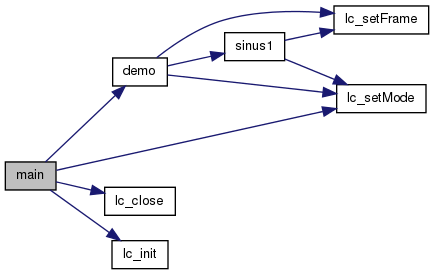 lc_setFrame
sinus1
demo
lc_setMode
main
lc_close
lc_init